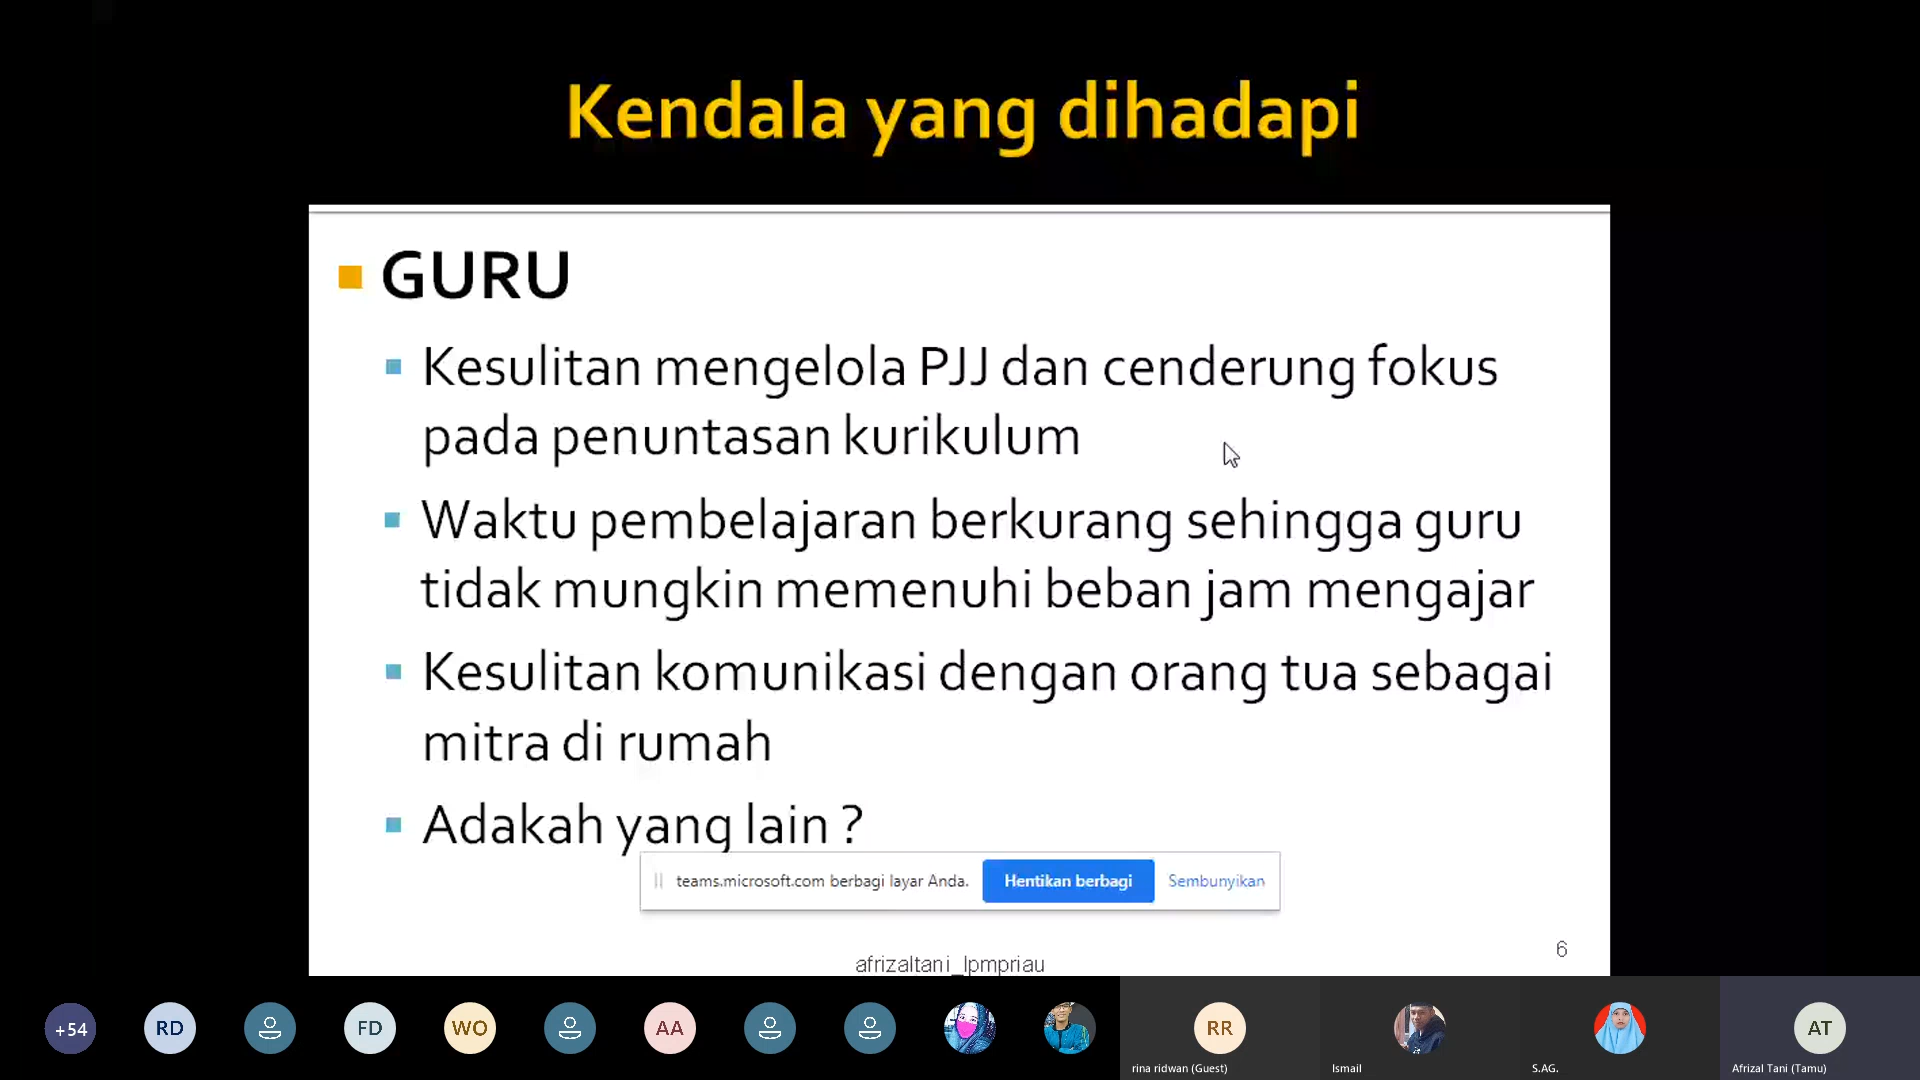 Kendala yang dihadapi
GURU
Kesulitan mengelola PJJ dan cenderung fokus
pada penuntasan kurikulum
Waktu pembelajaran berkurang sehingga guru
tidak mungkin memenuhi beban jam mengajar
Kesulitan komunikasi dengan orang tua sebagai
mitra di rumah
Adakah yang lain ?
teams.microsoft.com berbagi layar Anda. Hentikan berbagi Sembunyikan
6
afrizaltani_lpmpriau
+54 RD FD WO AA RR AT
rina ridwan (Guest) Ismail S.AG. Afrizal Tani (Tamu)